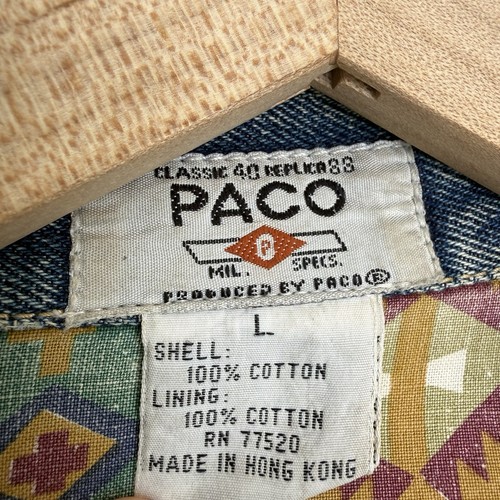 CLASSIC 40 REPLICA 88
PACO
P
MIL. SPECS.
PRODUCED BY PACO®
L
SHELL:
100% COTTON
LINING:
100% COTTON
RN 77520
MADE IN HONG KONG